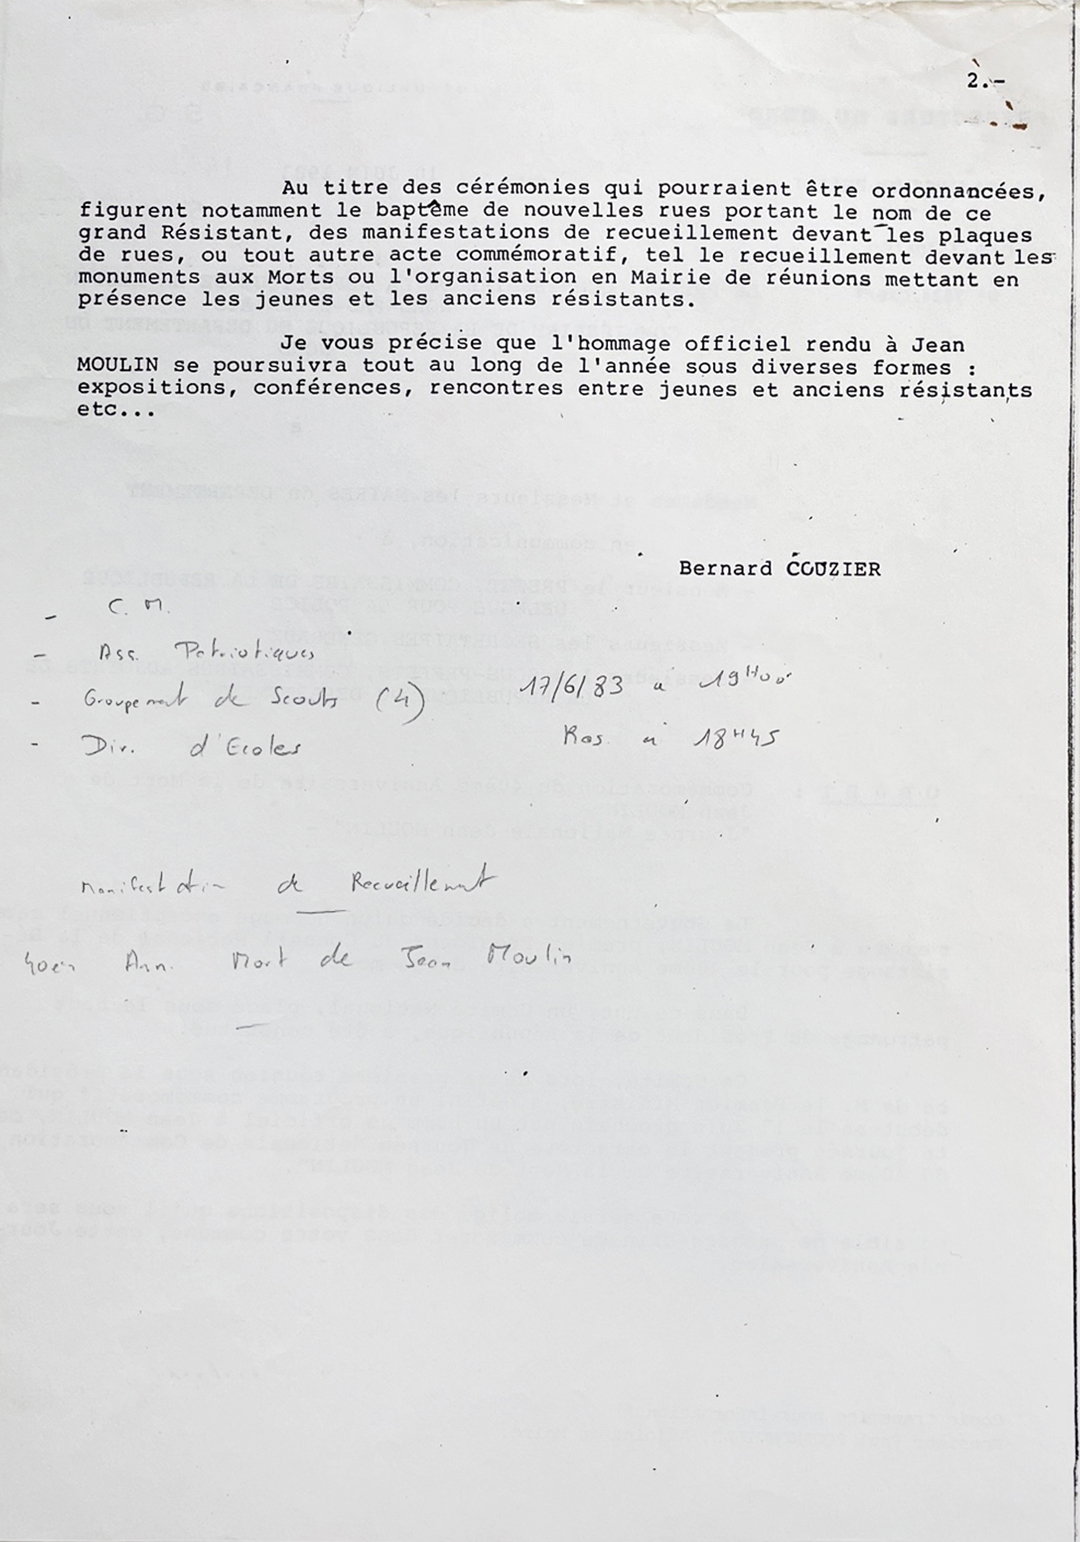 2.-
Au titre des cérémonies qui pourraient être ordonnancées,
figurent notamment le baptême de nouvelles rues portant le nom de ce
grand Résistant, des manifestations de recueillement devant les plaques
de rues, ou tout autre acte commémoratif, tel le recueillement devant les
monuments aux Morts ou l'organisation en Mairie de réunions mettant en
présence les jeunes et les anciens résistants.
Je vous précise que l'hommage officiel rendu à Jean
MOULIN se poursuivra tout au long de l'année sous diverses formes :
expositions, conférences, rencontres entre jeunes et anciens résistants
etc...
Bernard COUZIER
- C. M.
- Ass. Patriotiques
- Groupement de Scouts (4)
- Dir. d'Ecoles
17/6/83 à 19H00
Ras. à 18H45
Manifestation de Recueillement
40en Ann. Mort de Jean Moulin